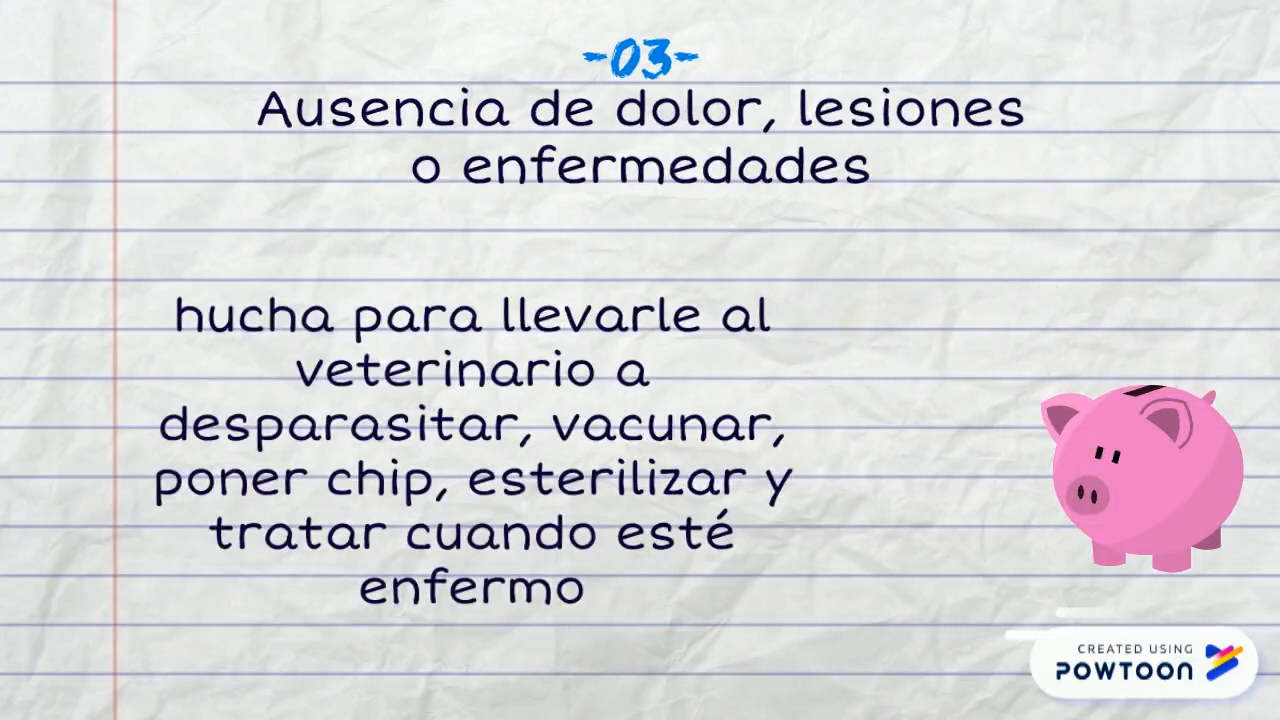 -03-
Ausencia de dolor, lesiones
o enfermedades
hucha para llevarle al
veterinario a
desparasitar, vacunar,
poner chip, esterilizar y
tratar cuando esté
enfermo
CREATED USING
POWTOON